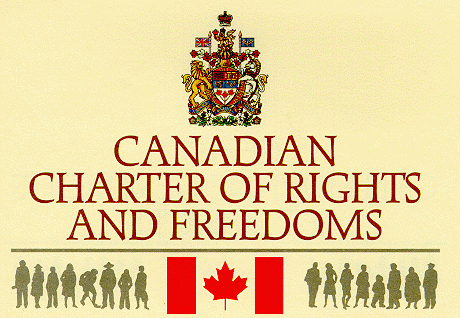 CANADIAN
CHARTER OF RIGHTS
AND FREEDOMS